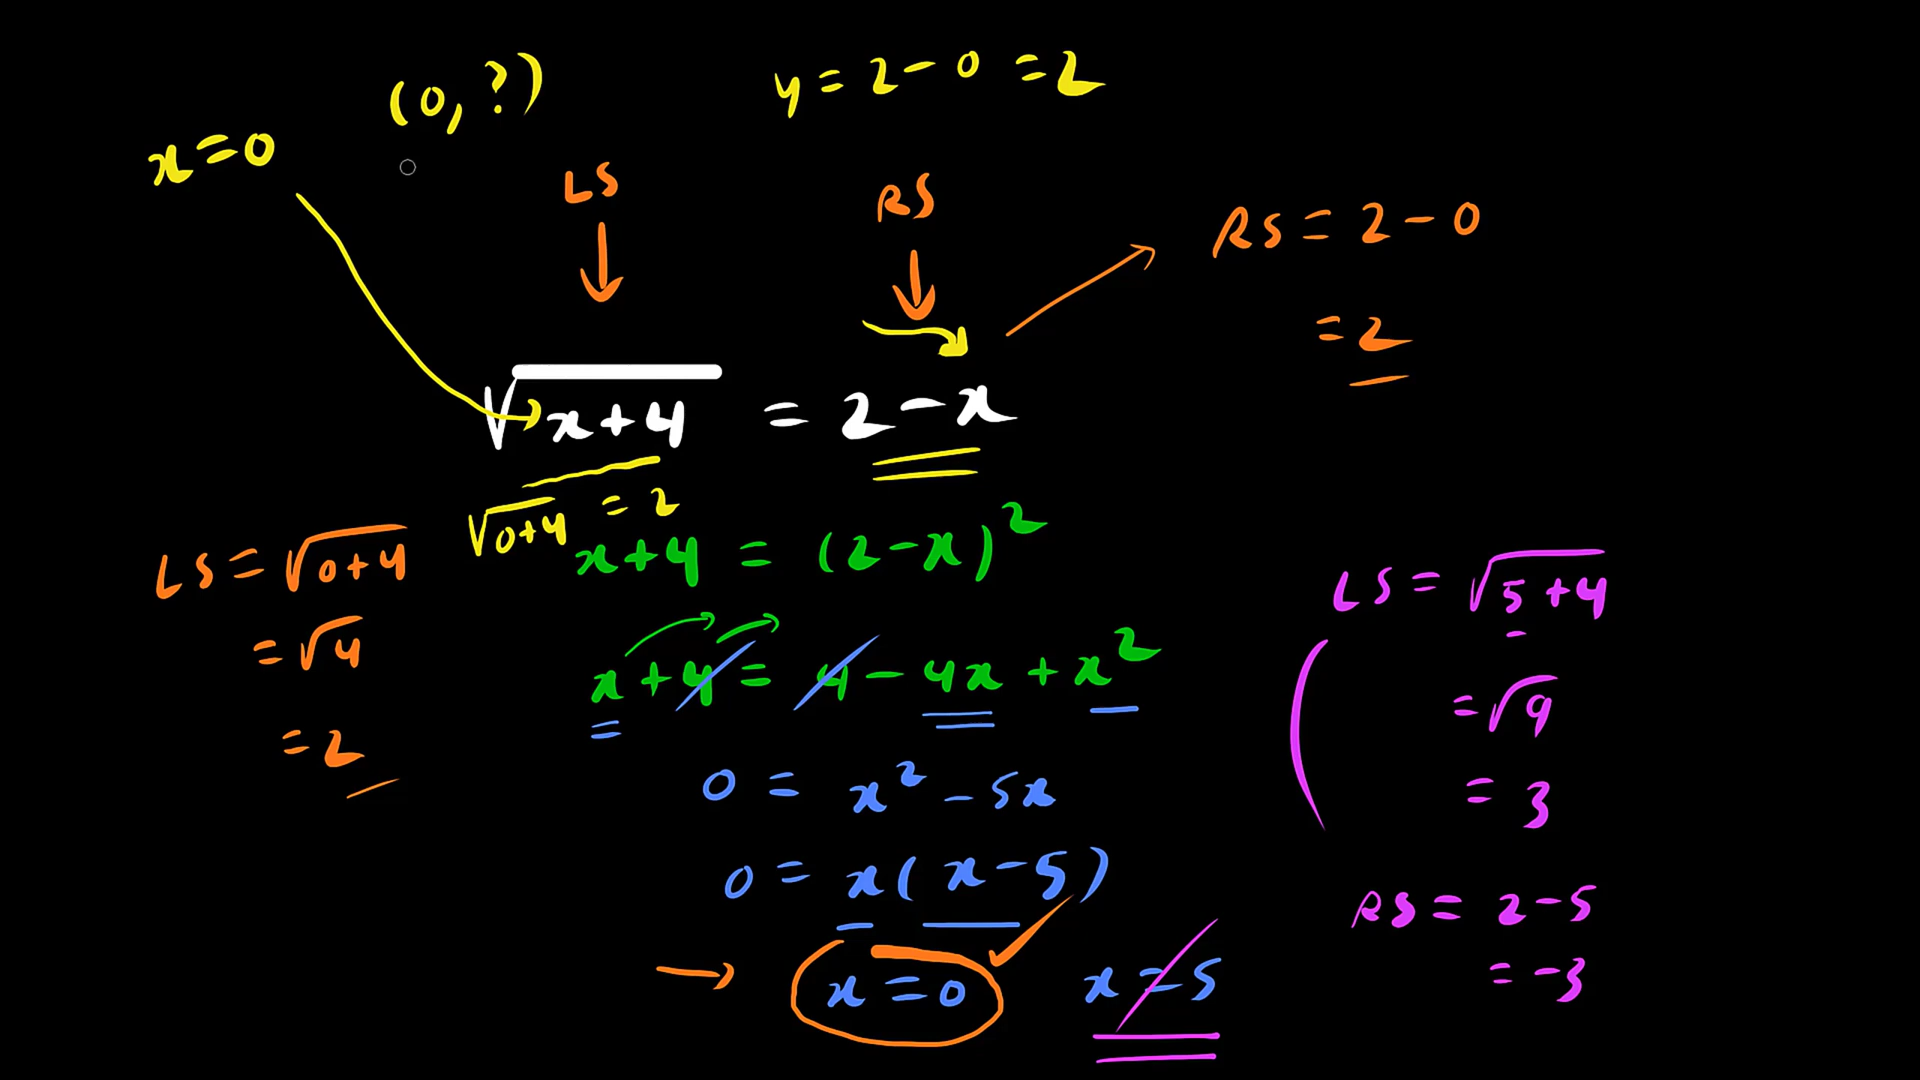 (0, ?)
y = 2 - 0 = 2
x = 0
LS
RS
RS = 2 - 0
= 2
√(x+4) = 2 - x
√(0+4) = 2
LS = √(0+4)
= √4
= 2
x + 4 = (2 - x)²
x + 4 = 4 - 4x + x²
0 = x² - 5x
0 = x(x - 5)
x = 0
x = 5
LS = √(5+4)
= √9
= 3
RS = 2 - 5
= -3